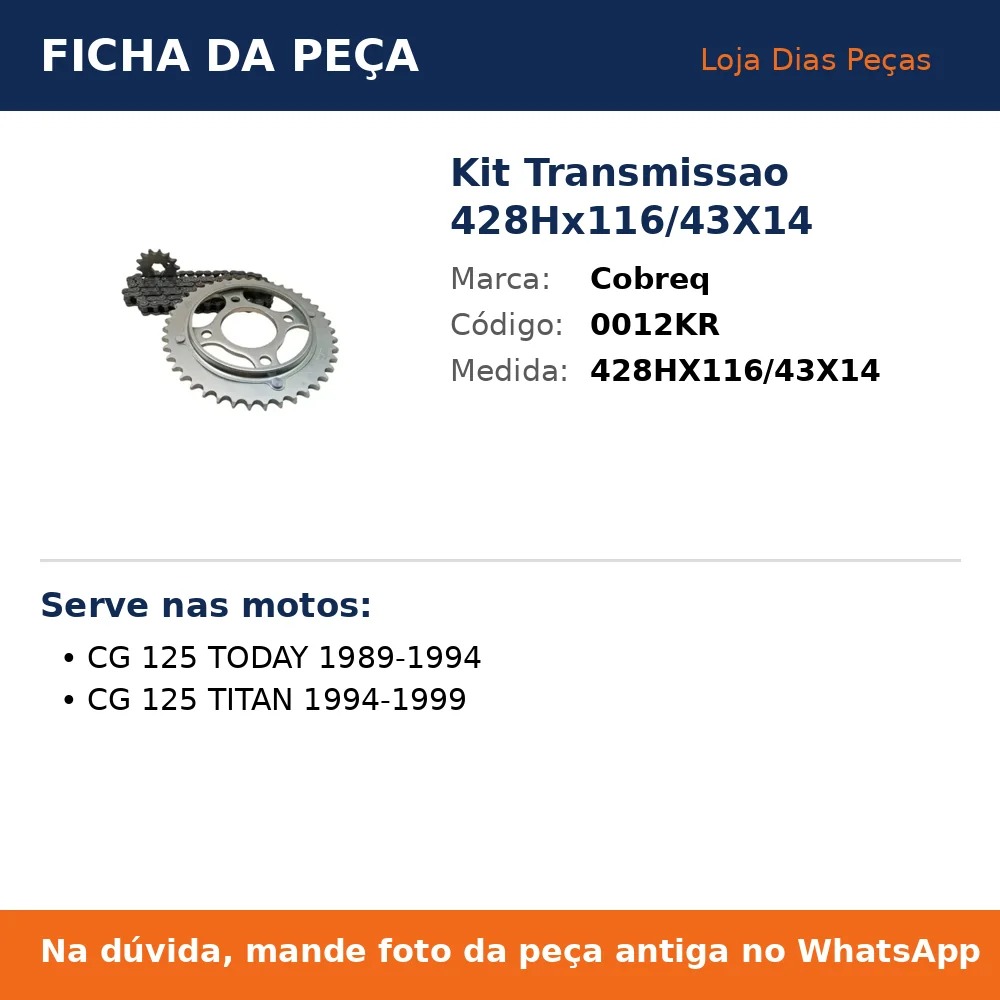 FICHA DA PEÇA
Loja Dias Peças
Kit Transmissao
428Hx116/43X14
Marca: Cobreq
Código: 0012KR
Medida: 428HX116/43X14
Serve nas motos:
• CG 125 TODAY 1989-1994
• CG 125 TITAN 1994-1999
Na dúvida, mande foto da peça antiga no WhatsApp